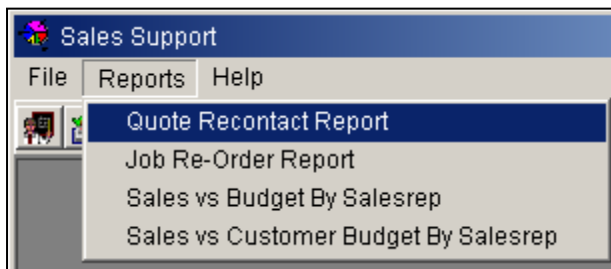 Sales Support
File Reports Help
Quote Recontact Report
Job Re-Order Report
Sales vs Budget By Salesrep
Sales vs Customer Budget By Salesrep